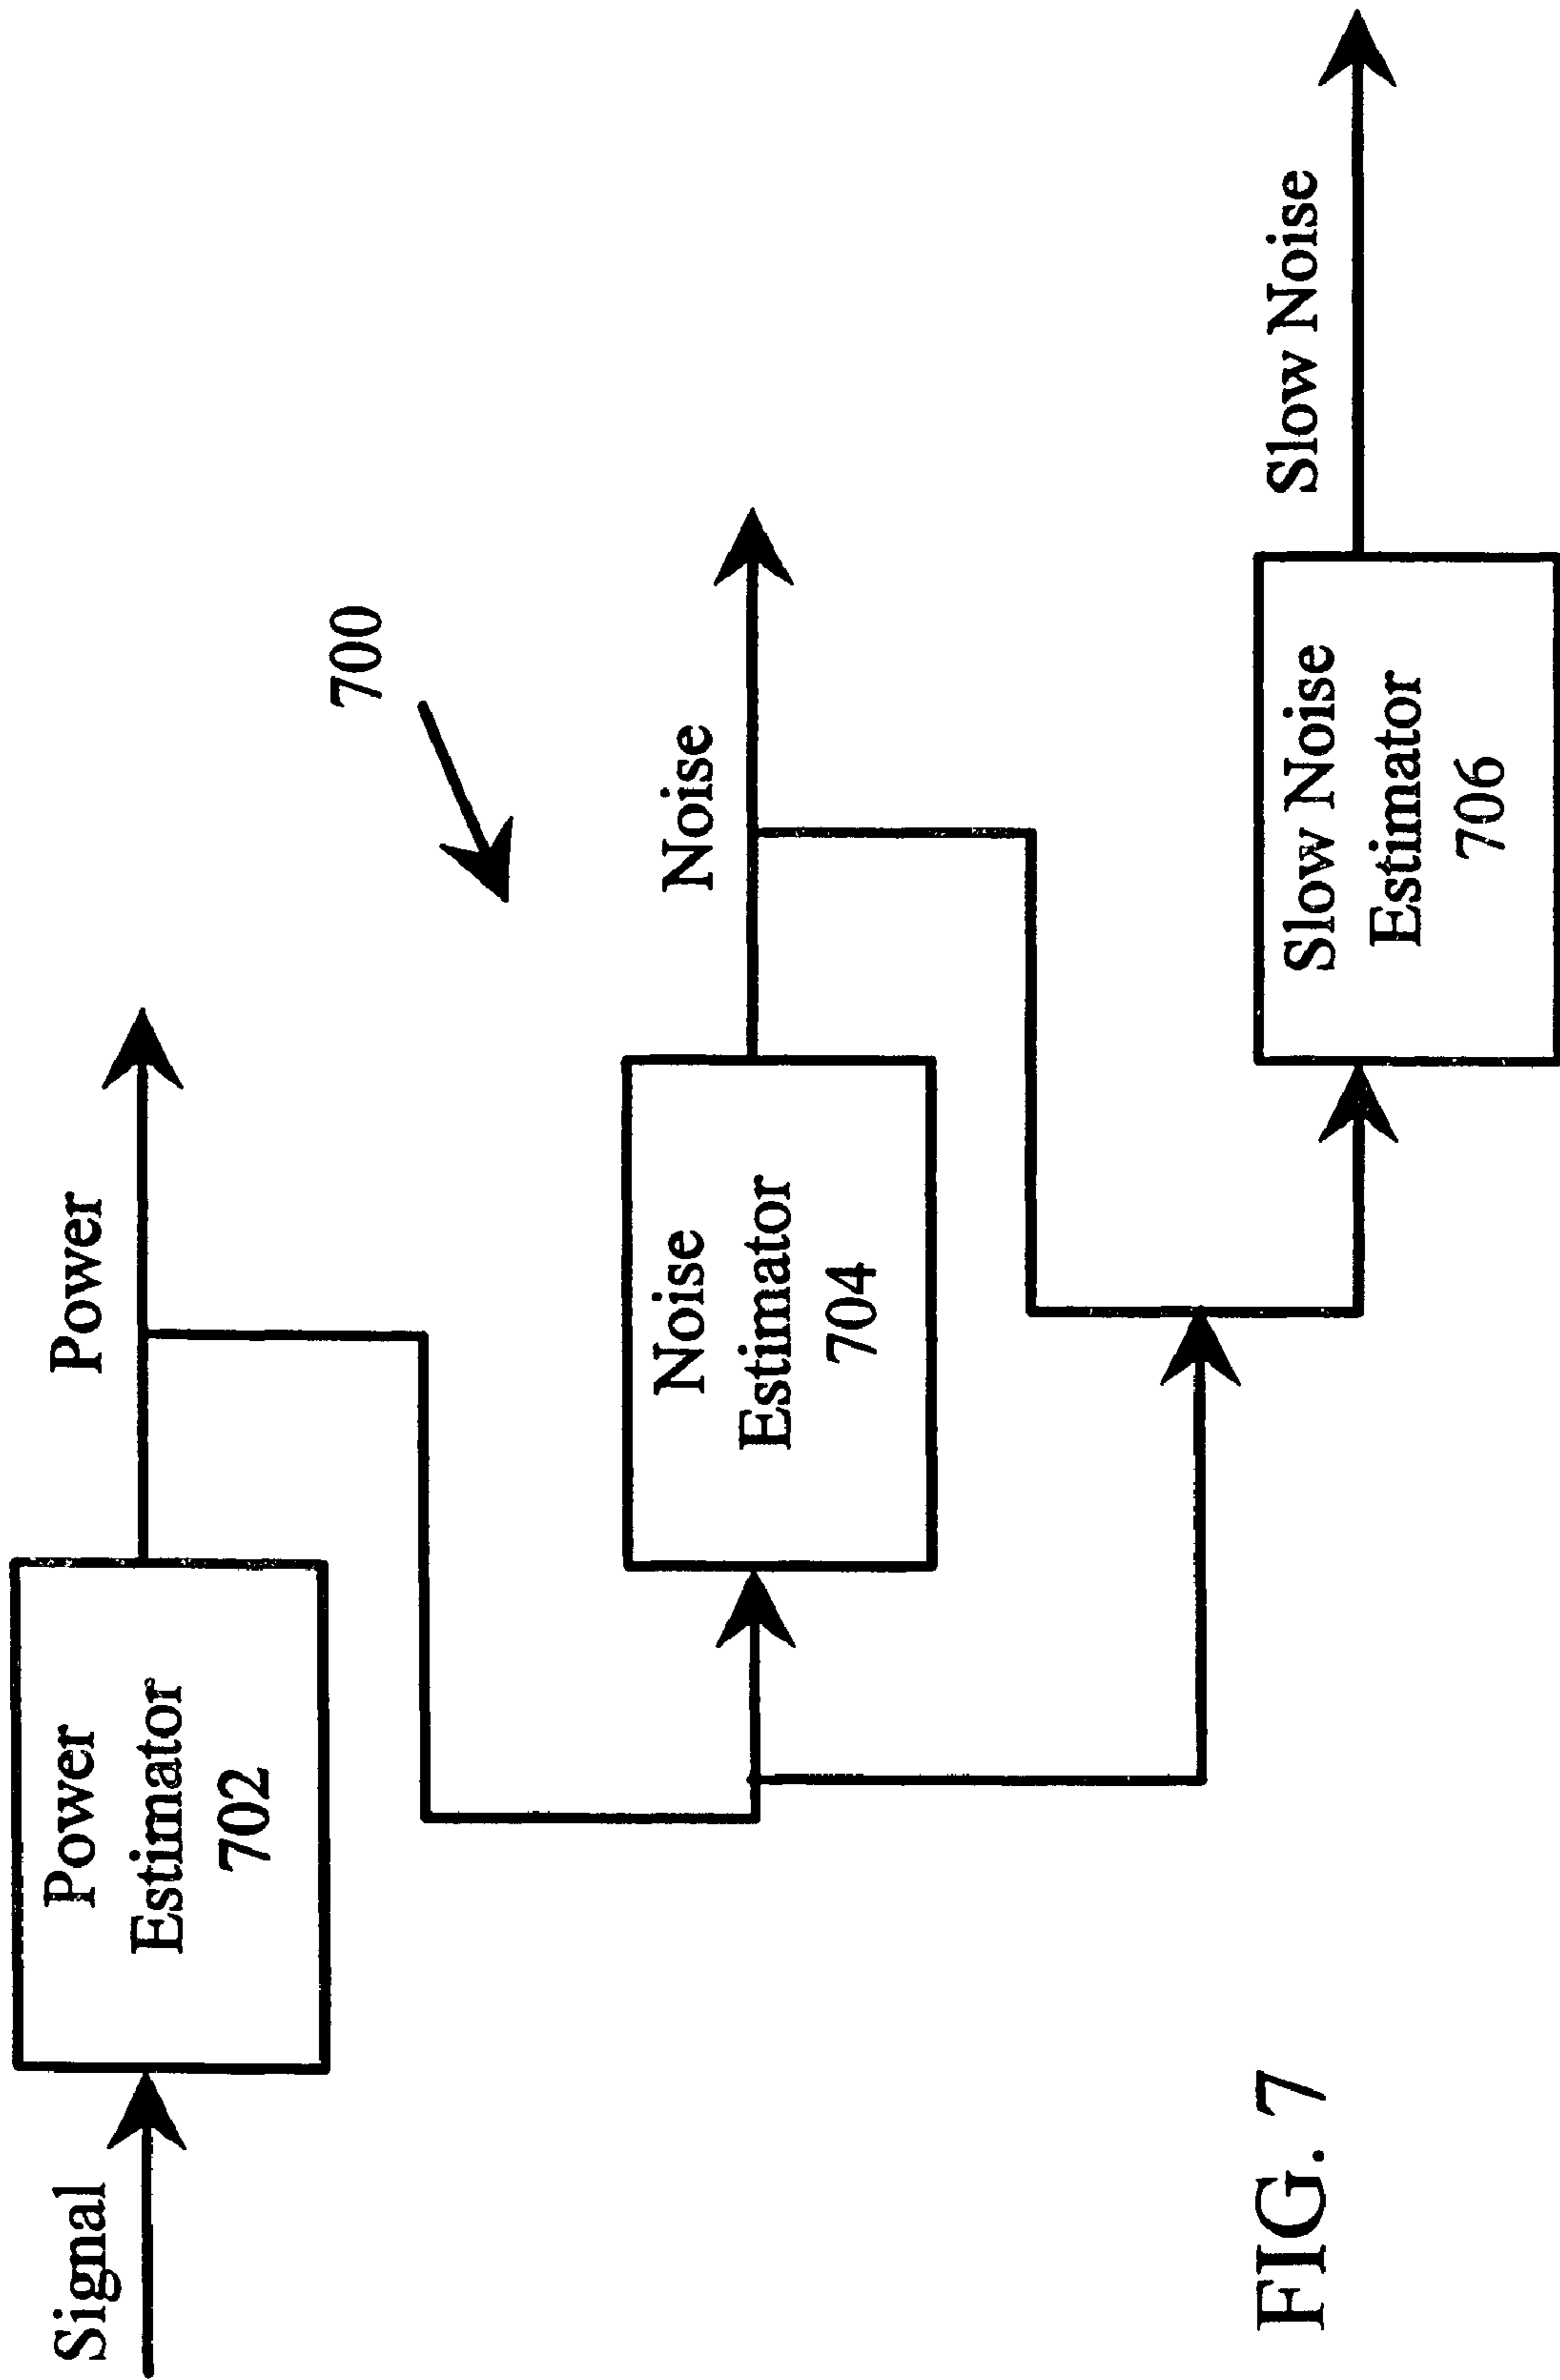 Signal
Power
Estimator
702
Power
700
Noise
Estimator
704
Noise
Slow Noise
Estimator
706
Slow Noise
FIG. 7